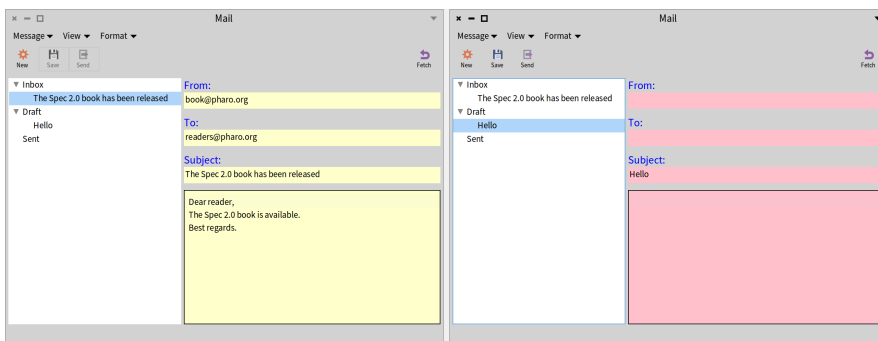 Mail
Message View Format
New Save Send Fetch
Inbox
The Spec 2.0 book has been released
Draft
Hello
Sent
From:
book@pharo.org
To:
readers@pharo.org
Subject:
The Spec 2.0 book has been released
Dear reader,
The Spec 2.0 book is available.
Best regards.
Mail
Message View Format
New Save Send Fetch
Inbox
The Spec 2.0 book has been released
Draft
Hello
Sent
From:
To:
Subject:
Hello